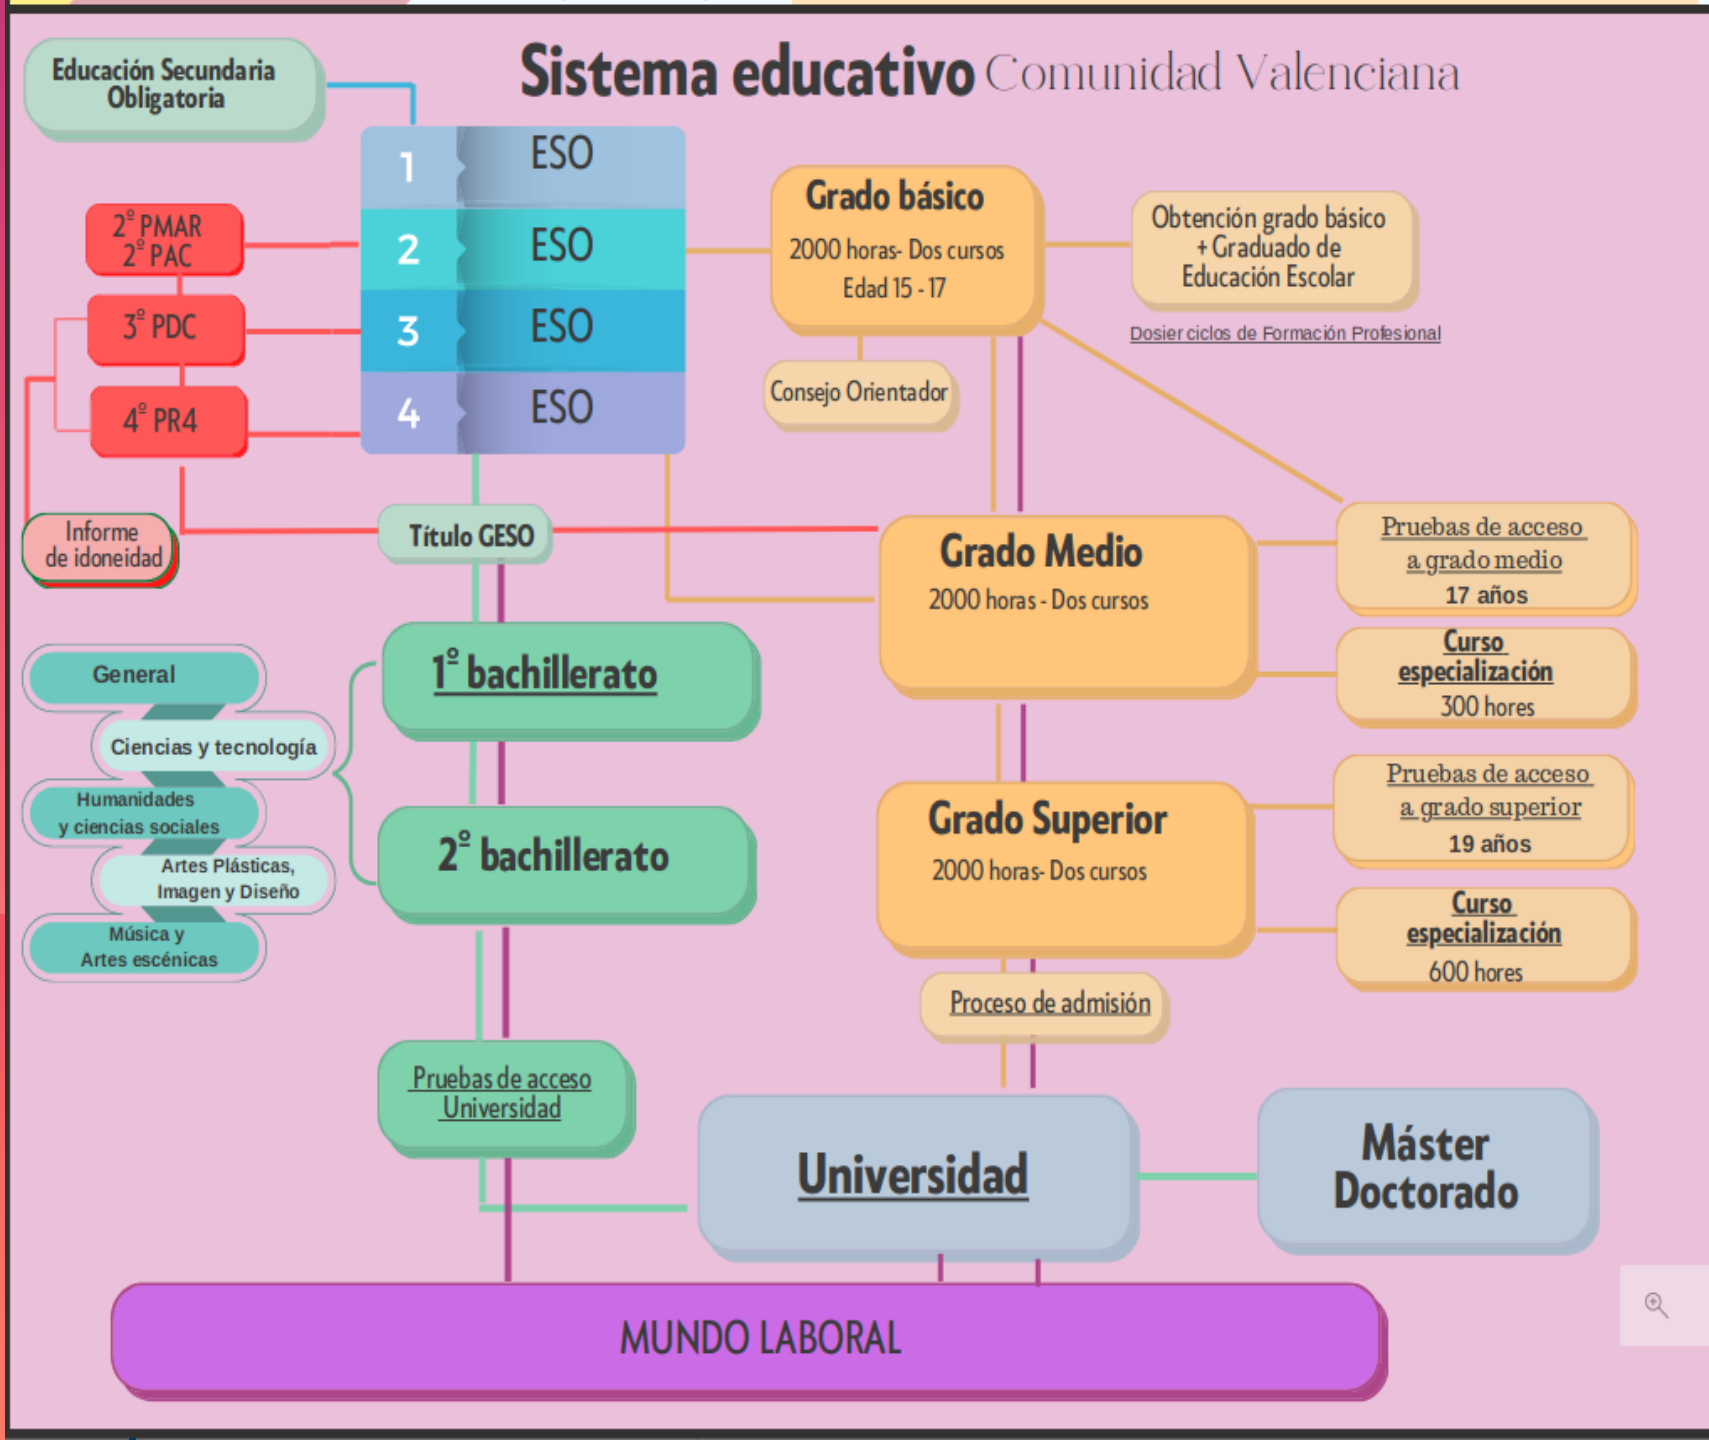 Sistema educativo Comunidad Valenciana
Educación Secundaria
Obligatoria
1 ESO
2 ESO
3 ESO
4 ESO
2º PMAR
2º PAC
3º PDC
4º PR4
Informe
de idoneidad
Grado básico
2000 horas- Dos cursos
Edad 15 - 17
Obtención grado básico
+ Graduado de
Educación Escolar
Dosier ciclos de Formación Profesional
Consejo Orientador
Título GESO
Grado Medio
2000 horas - Dos cursos
Pruebas de acceso
a grado medio
17 años
Curso
especialización
300 hores
1º bachillerato
2º bachillerato
General
Ciencias y tecnología
Humanidades
y ciencias sociales
Artes Plásticas,
Imagen y Diseño
Música y
Artes escénicas
Grado Superior
2000 horas- Dos cursos
Pruebas de acceso
a grado superior
19 años
Curso
especialización
600 hores
Proceso de admisión
Pruebas de acceso
Universidad
Universidad
Máster
Doctorado
MUNDO LABORAL